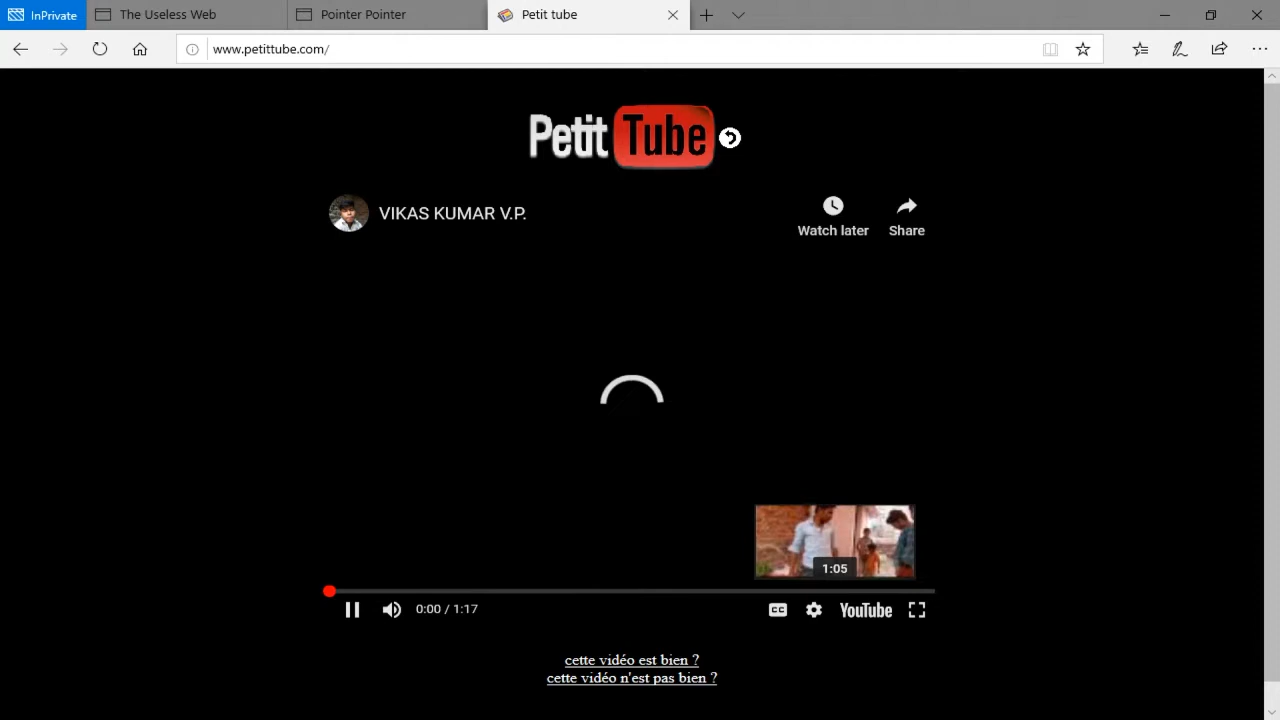 InPrivate
The Useless Web
Pointer Pointer
Petit tube
www.petittube.com/
Petit Tube
VIKAS KUMAR V.P.
Watch later
Share
1:05
0:00 / 1:17
CC
YouTube
cette vidéo est bien ?
cette vidéo n'est pas bien ?